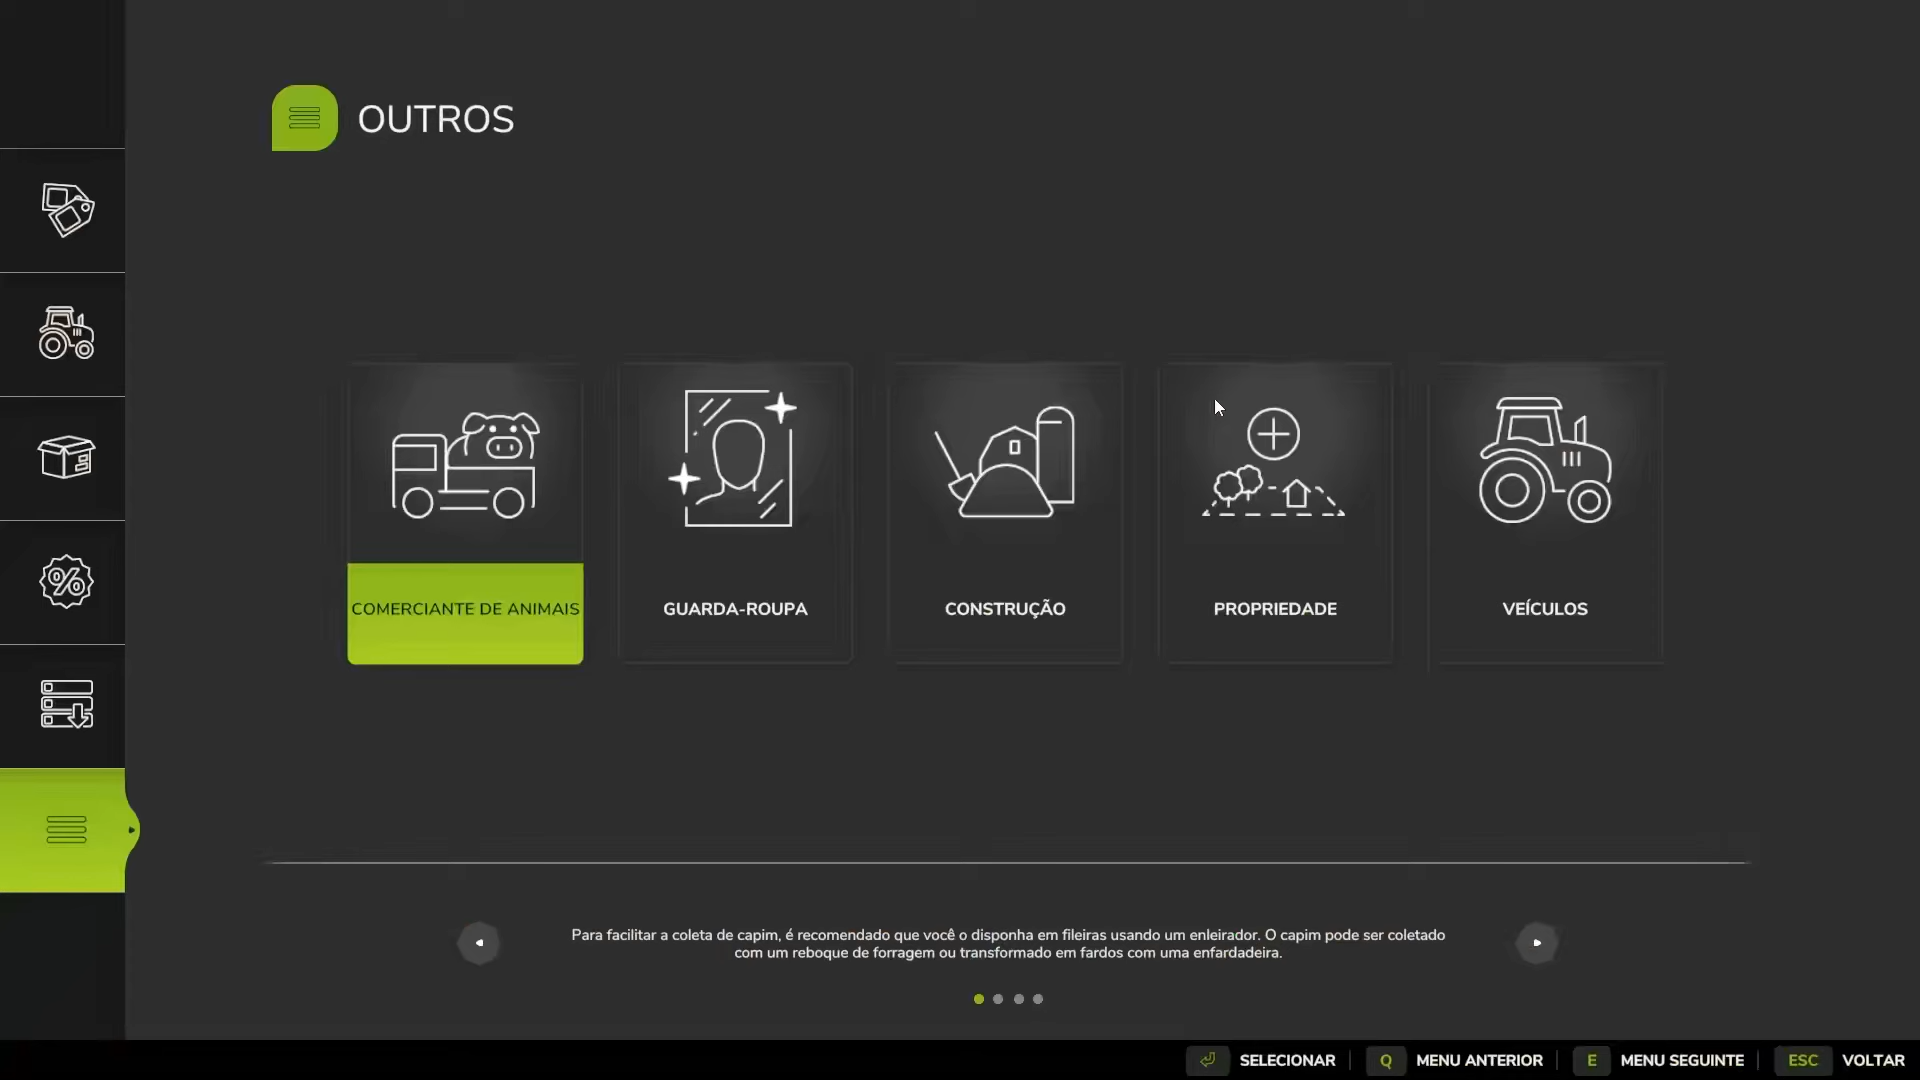 OUTROS
COMERCIANTE DE ANIMAIS
GUARDA-ROUPA
CONSTRUÇÃO
PROPRIEDADE
VEÍCULOS
Para facilitar a coleta de capim, é recomendado que você o disponha em fileiras usando um enleirador. O capim pode ser coletado
com um reboque de forragem ou transformado em fardos com uma enfardadeira.
SELECIONAR
Q MENU ANTERIOR
E MENU SEGUINTE
ESC VOLTAR